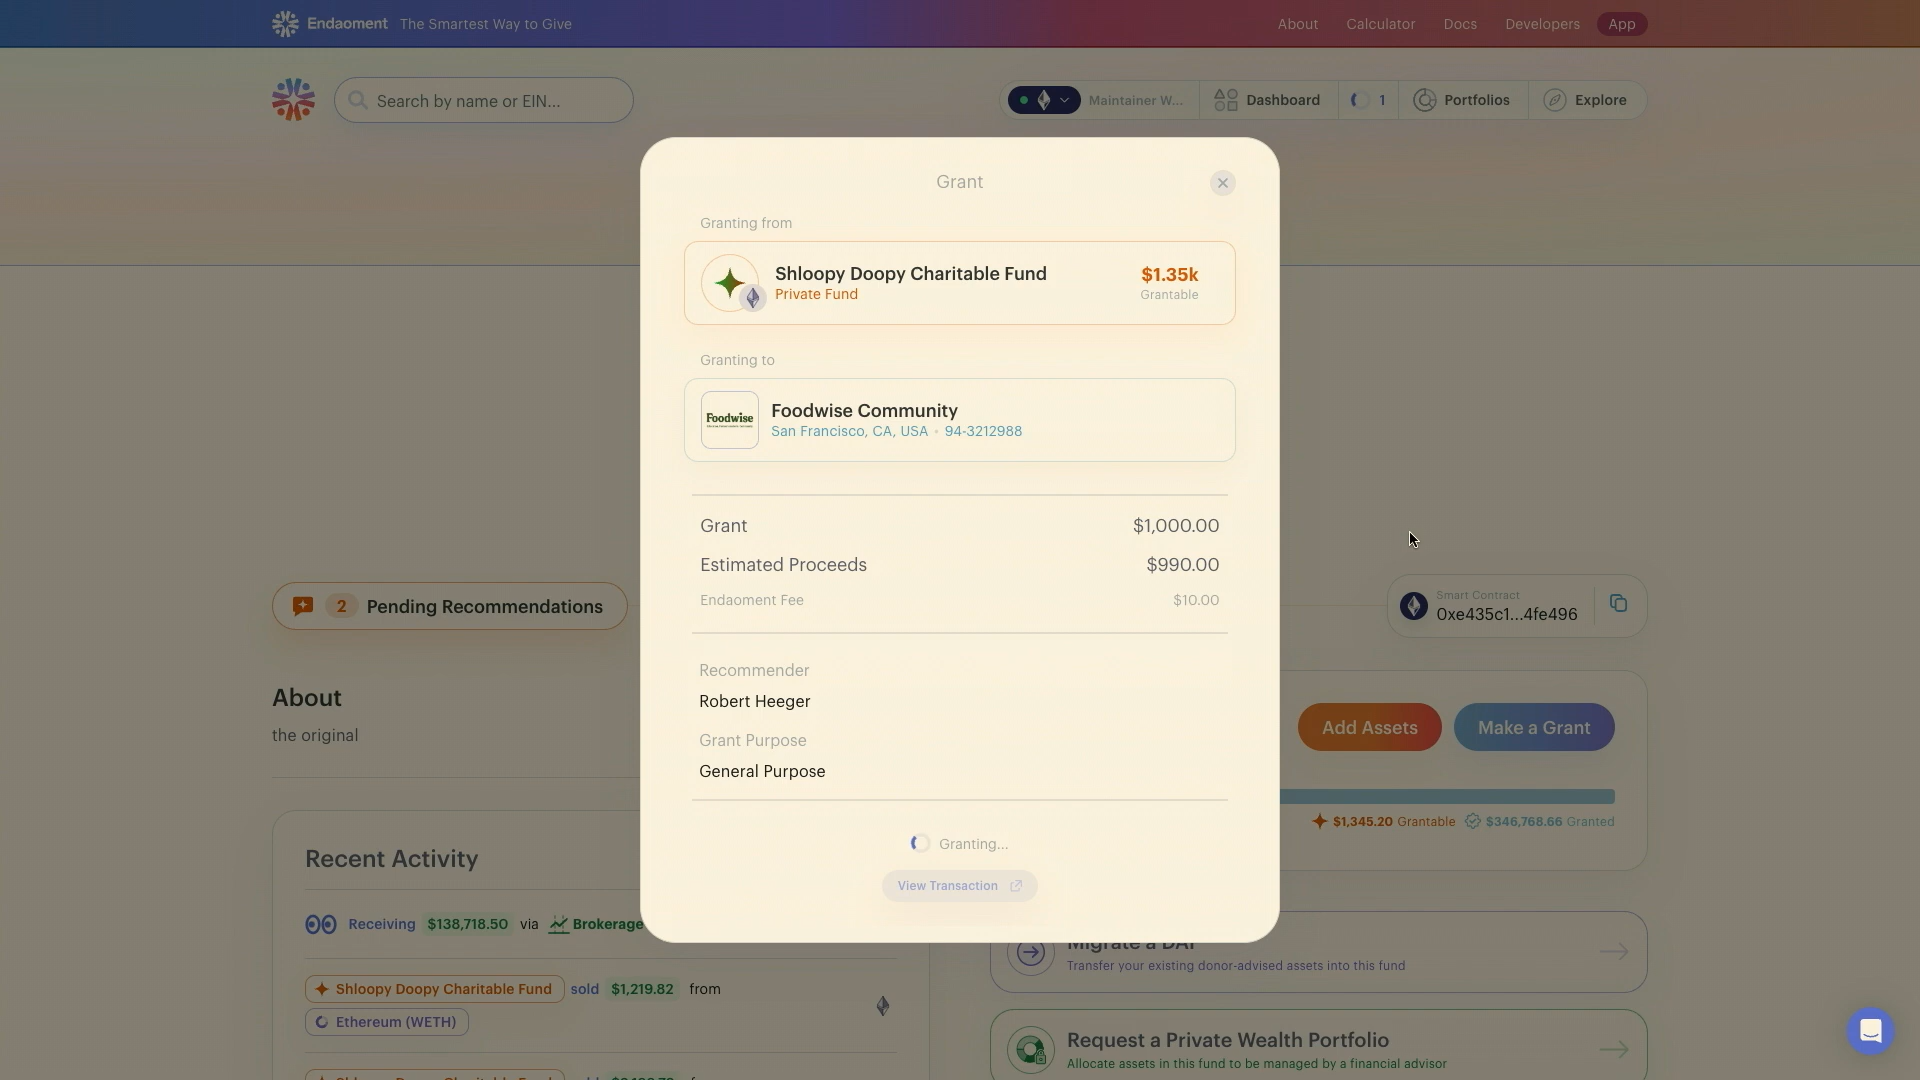 Endaoment The Smartest Way to Give
About Calculator Docs Developers App
Search by name or EIN...
Maintainer W... Dashboard 1 Portfolios Explore
Grant
Granting from
Shloopy Doopy Charitable Fund
Private Fund
$1.35k
Grantable
Granting to
Foodwise
Foodwise Community
San Francisco, CA, USA • 94-3212988
Grant $1,000.00
Estimated Proceeds $990.00
Endaoment Fee $10.00
Recommender
Robert Heeger
Grant Purpose
General Purpose
Granting...
View Transaction
2 Pending Recommendations
Smart Contract
0xe435c1...4fe496
About
the original
Add Assets Make a Grant
$1,345.20 Grantable $346,768.66 Granted
Recent Activity
Receiving $138,718.50 via Brokerage
Shloopy Doopy Charitable Fund sold $1,219.82 from
Ethereum (WETH)
Migrate a DAF
Transfer your existing donor-advised assets into this fund
Request a Private Wealth Portfolio
Allocate assets in this fund to be managed by a financial advisor